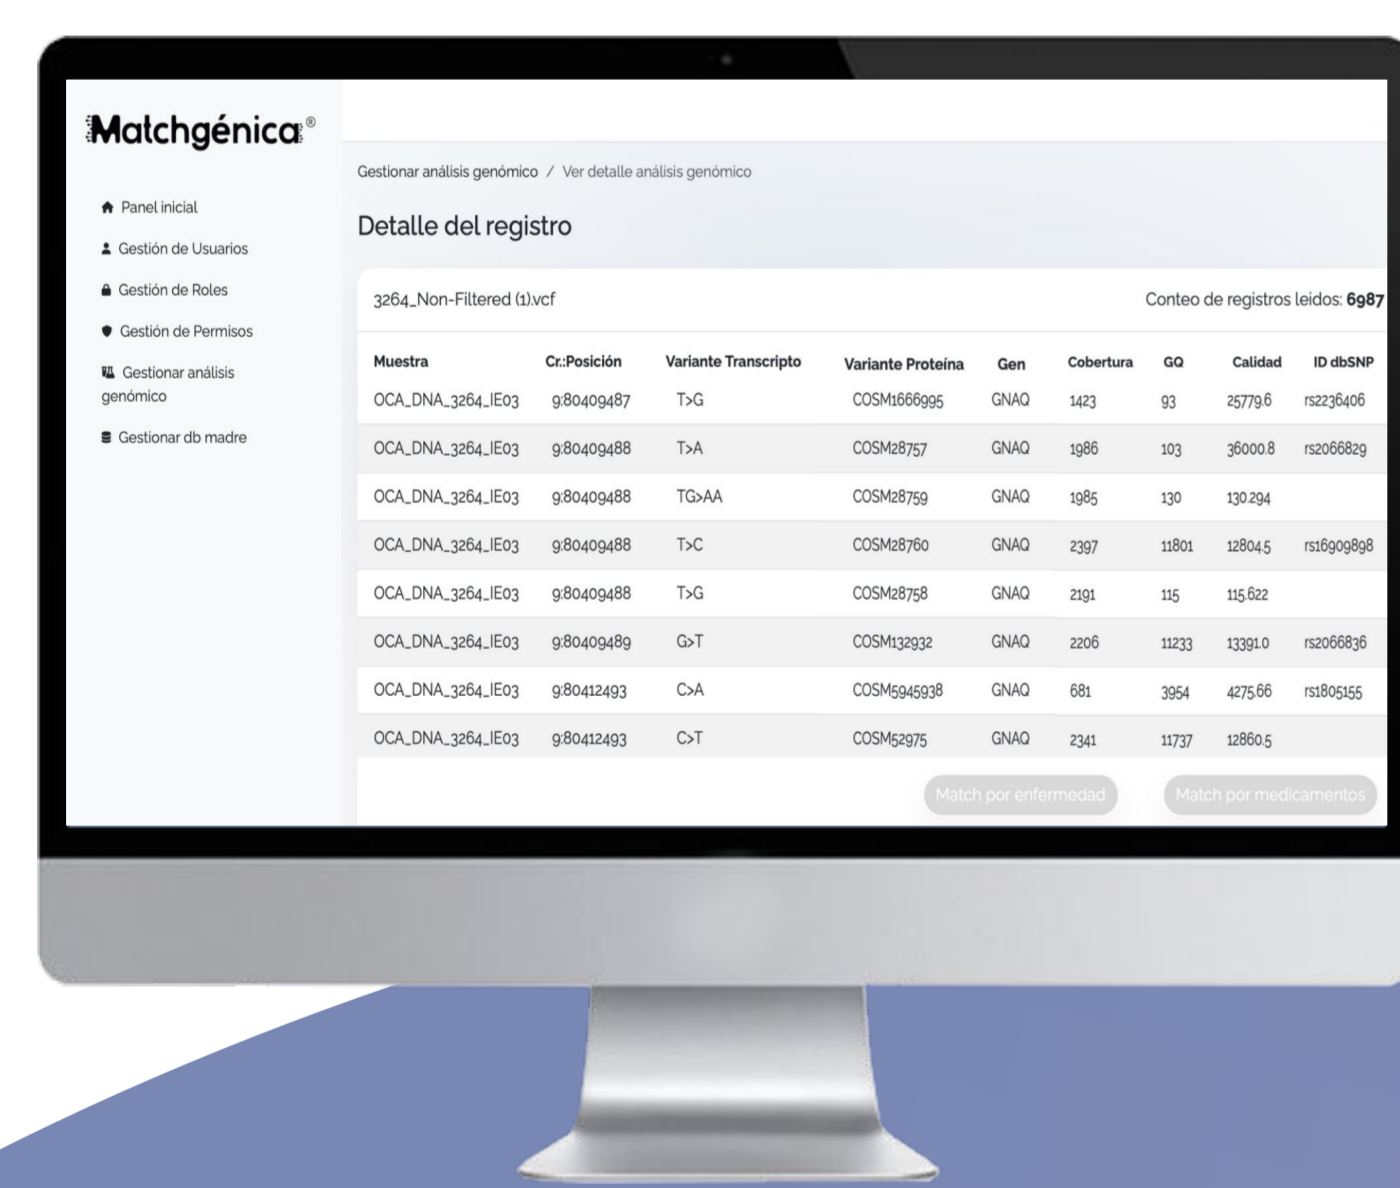 Matchgénica®
Panel inicial
Gestión de Usuarios
Gestión de Roles
Gestión de Permisos
Gestionar análisis
genómico
Gestionar db madre
Gestionar análisis genómico / Ver detalle análisis genómico
Detalle del registro
3264_Non-Filtered (1).vcf Conteo de registros leidos: 6987
Muestra Cr.:Posición Variante Transcripto Variante Proteína Gen Cobertura GQ Calidad ID dbSNP
OCA_DNA_3264_IE03 9:80409487 T>G COSM1666995 GNAQ 1423 93 25779.6 rs2236406
OCA_DNA_3264_IE03 9:80409488 T>A COSM28757 GNAQ 1986 103 36000.8 rs2066829
OCA_DNA_3264_IE03 9:80409488 TG>AA COSM28759 GNAQ 1985 130 130.294
OCA_DNA_3264_IE03 9:80409488 T>C COSM28760 GNAQ 2397 11801 12804.5 rs16909898
OCA_DNA_3264_IE03 9:80409488 T>G COSM28758 GNAQ 2191 115 115.622
OCA_DNA_3264_IE03 9:80409489 G>T COSM132932 GNAQ 2206 11233 13391.0 rs2066836
OCA_DNA_3264_IE03 9:80412493 C>A COSM5945938 GNAQ 681 3954 4275.66 rs1805155
OCA_DNA_3264_IE03 9:80412493 C>T COSM52975 GNAQ 2341 11737 12860.5
Match por enfermedad Match por medicamentos